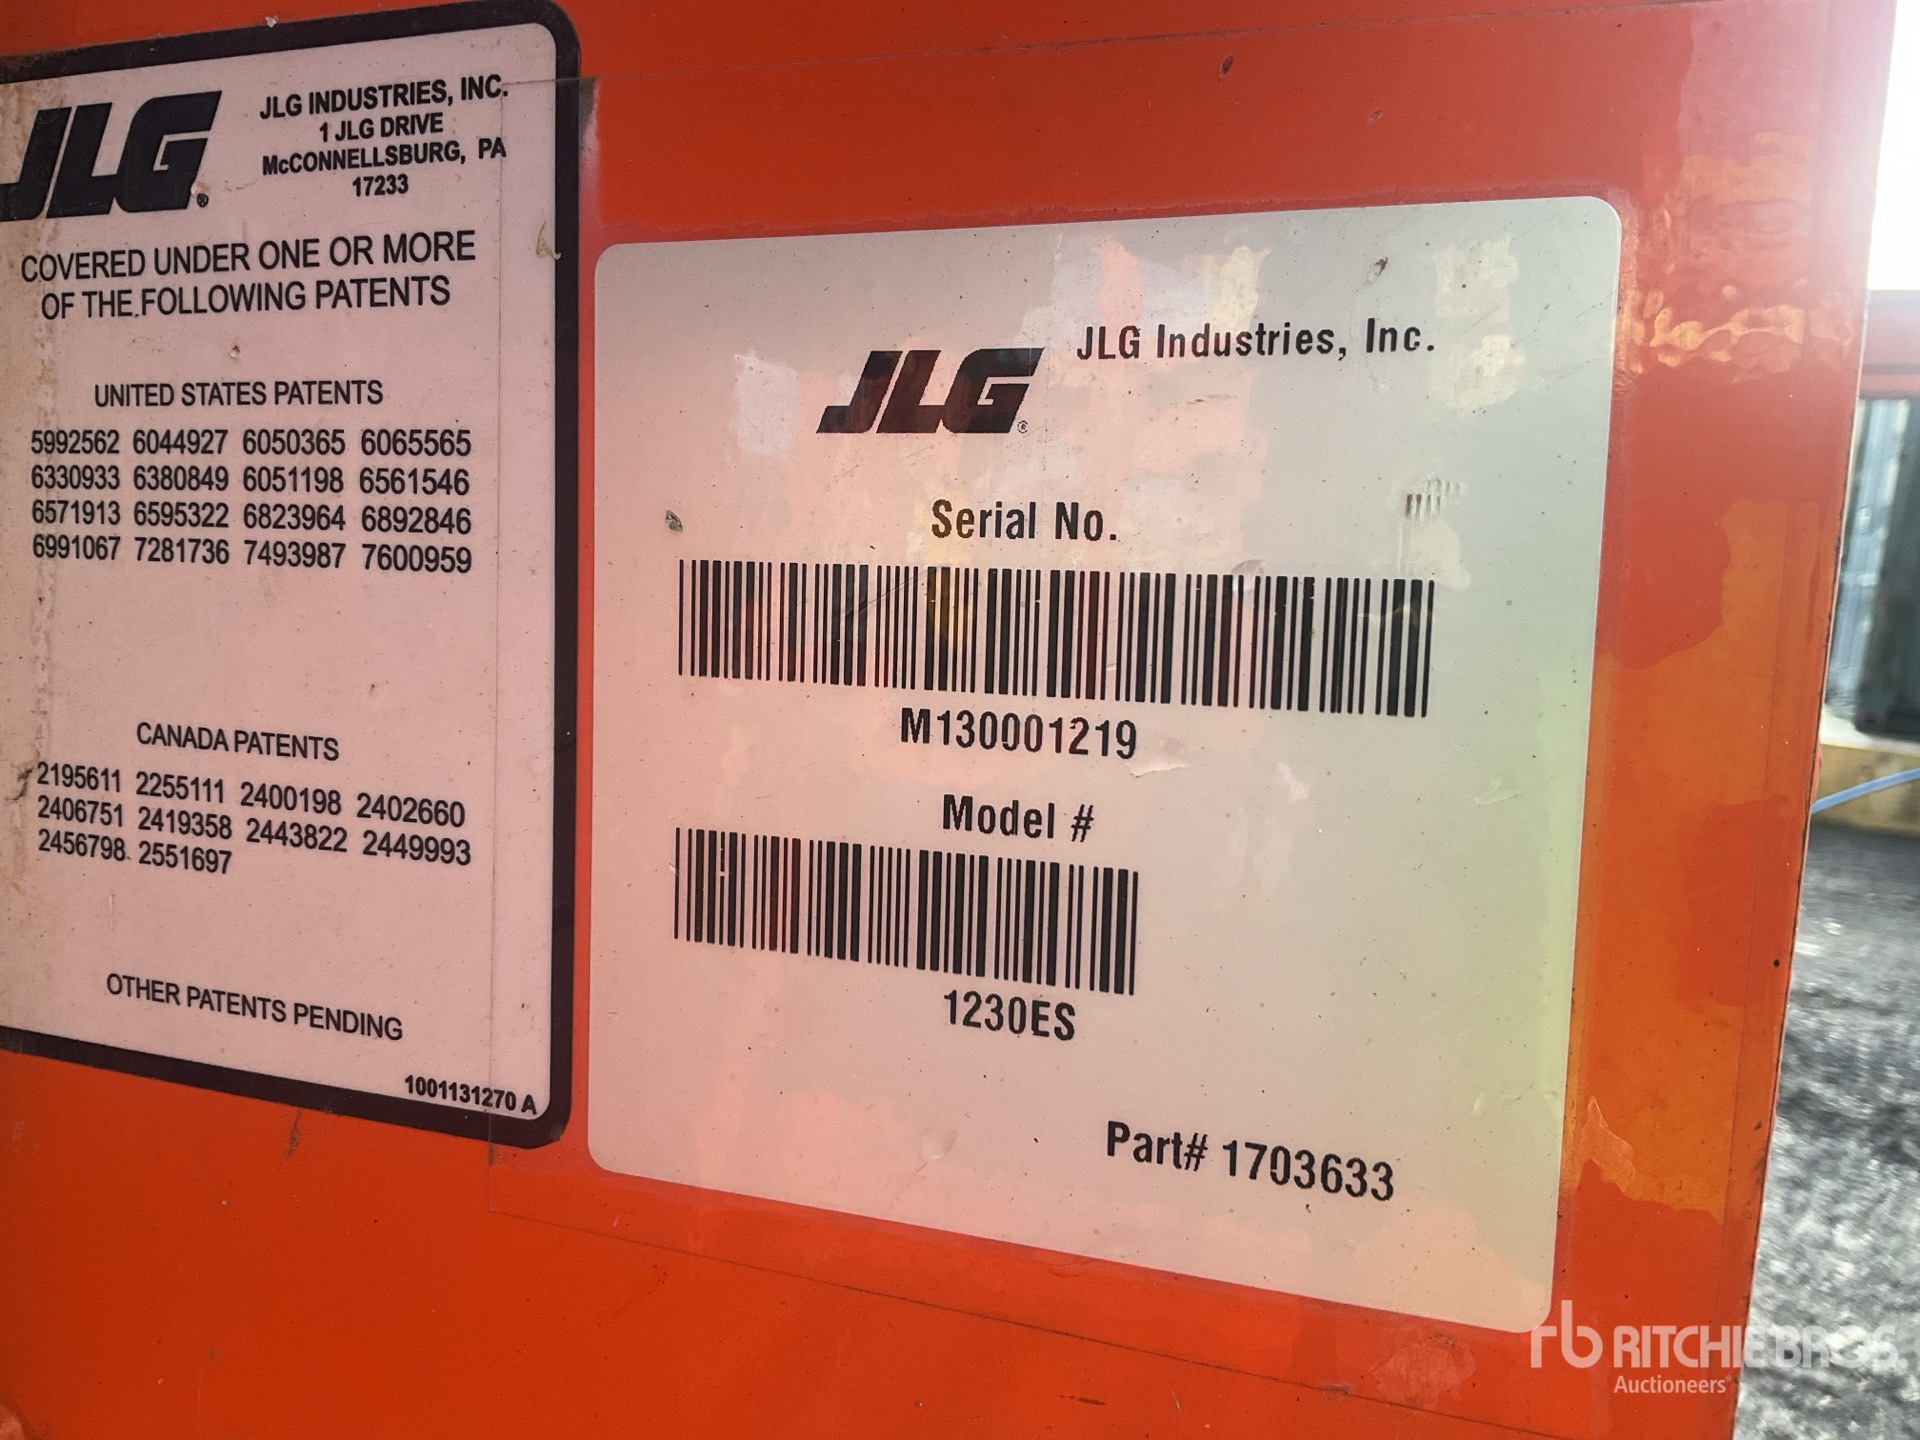 JLG®
JLG INDUSTRIES, INC.
1 JLG DRIVE
McCONNELLSBURG, PA
17233
COVERED UNDER ONE OR MORE
OF THE FOLLOWING PATENTS
UNITED STATES PATENTS
5992562 6044927 6050365 6065565
6330933 6380849 6051198 6561546
6571913 6595322 6823964 6892846
6991067 7281736 7493987 7600959
CANADA PATENTS
2195611 2255111 2400198 2402660
2406751 2419358 2443822 2449993
2456798 2551697
OTHER PATENTS PENDING
1001131270 A
JLG®
JLG Industries, Inc.
Serial No.
M130001219
Model #
1230ES
Part# 1703633
rb RITCHIE BROS.
Auctioneers